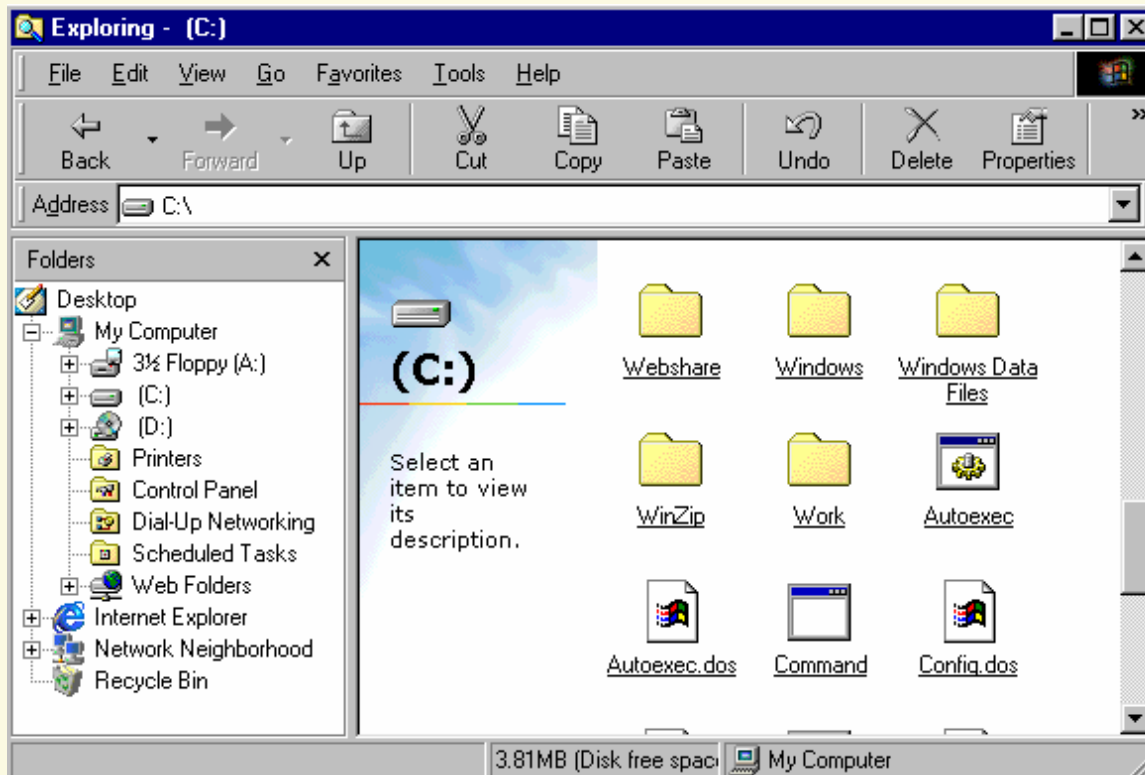 Exploring - (C:)
File Edit View Go Favorites Tools Help
Back Forward Up Cut Copy Paste Undo Delete Properties »
Address C:\
Folders
Desktop
My Computer
3½ Floppy (A:)
(C:)
(D:)
Printers
Control Panel
Dial-Up Networking
Scheduled Tasks
Web Folders
Internet Explorer
Network Neighborhood
Recycle Bin
(C:)
Select an
item to view
its
description.
Webshare Windows Windows Data
Files
WinZip Work Autoexec
Autoexec.dos Command Config.dos
3.81MB (Disk free spac My Computer